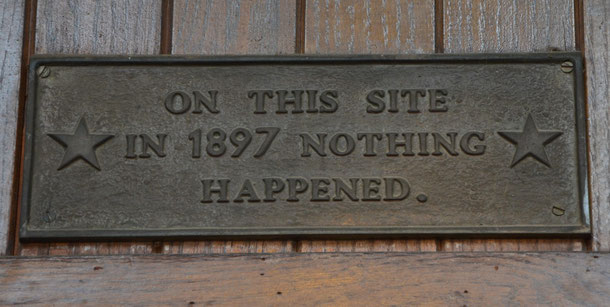 ON THIS SITE
IN 1897 NOTHING
HAPPENED.